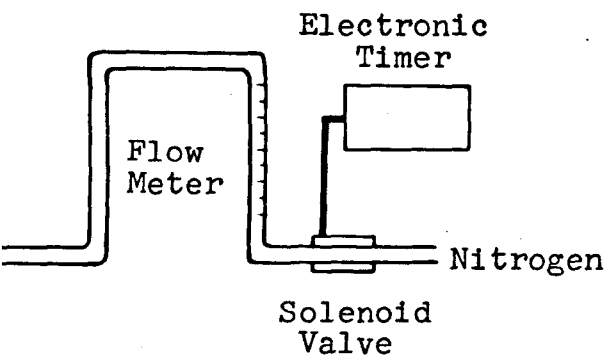 Electronic
Timer
Flow
Meter
Nitrogen
Solenoid
Valve